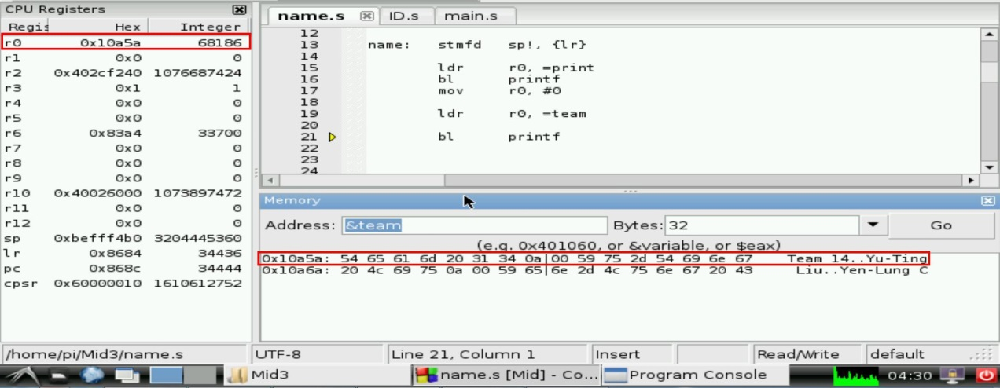 CPU Registers
Regis Hex Integer
r0 0x10a5a 68186
r1 0x0 0
r2 0x402cf240 1076687424
r3 0x1 1
r4 0x0 0
r5 0x0 0
r6 0x83a4 33700
r7 0x0 0
r8 0x0 0
r9 0x0 0
r10 0x40026000 1073897472
r11 0x0 0
r12 0x0 0
sp 0xbefff4b0 3204445360
lr 0x8684 34436
pc 0x868c 34444
cpsr 0x60000010 1610612752
name.s ID.s main.s
12
13 name: stmfd sp!, {lr}
14
15 ldr r0, =print
16 bl printf
17 mov r0, #0
18
19 ldr r0, =team
20
21 bl printf
22
23
24
Memory
Address: &team Bytes: 32 Go
(e.g. 0x401060, or &variable, or $eax)
0x10a5a: 54 65 61 6d 20 31 34 0a|00 59 75 2d 54 69 6e 67 Team 14..Yu-Ting
0x10a6a: 20 4c 69 75 0a 00 59 65|6e 2d 4c 75 6e 67 20 43 Liu..Yen-Lung C
/home/pi/Mid3/name.s UTF-8 Line 21, Column 1 Insert Read/Write default
Mid3 name.s [Mid] - Co... Program Console 04:30